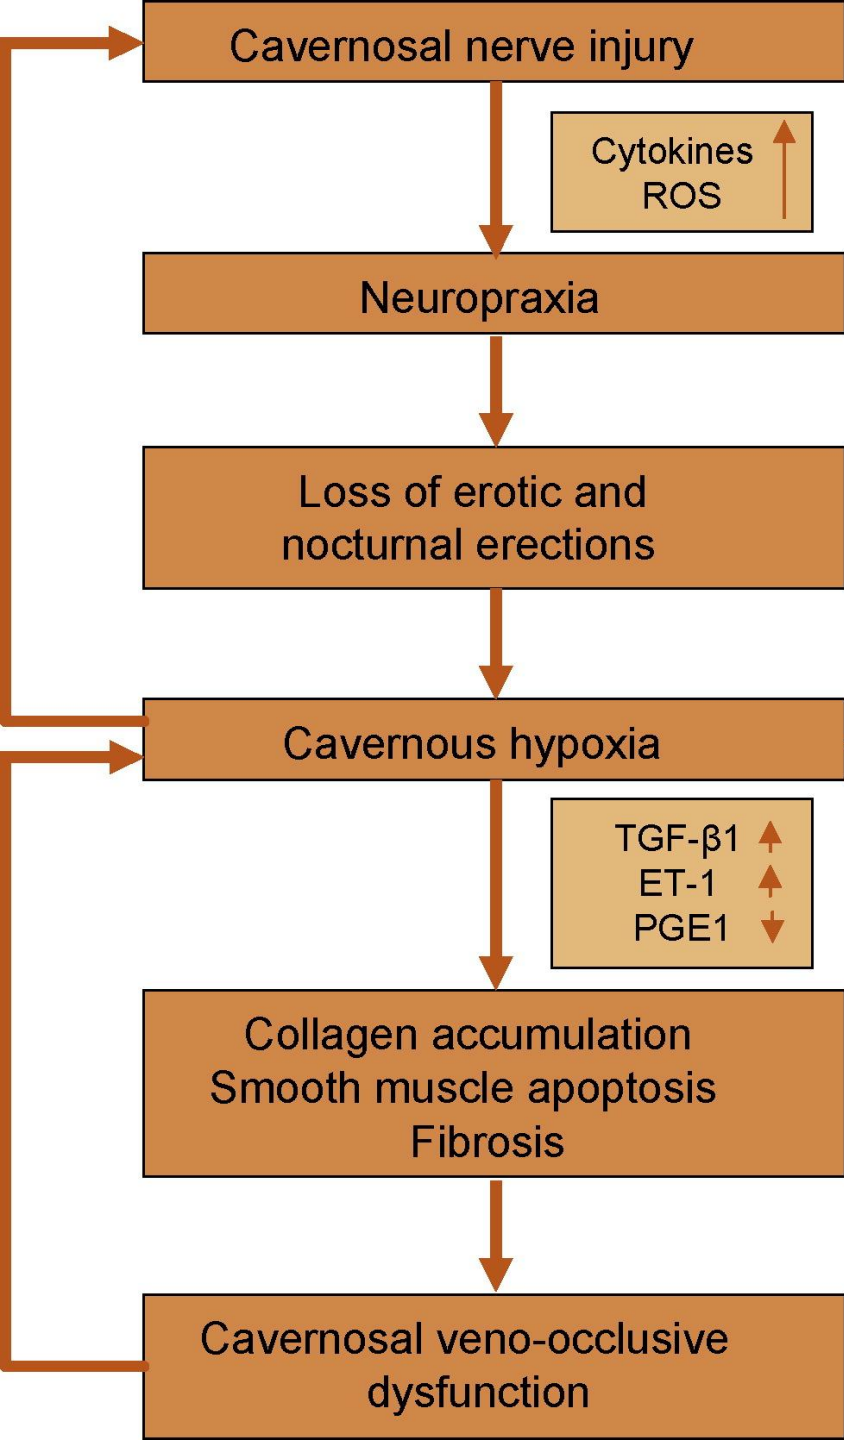 Cavernosal nerve injury
Cytokines
ROS
Neuropraxia
Loss of erotic and
nocturnal erections
Cavernous hypoxia
TGF-β1
ET-1
PGE1
Collagen accumulation
Smooth muscle apoptosis
Fibrosis
Cavernosal veno-occlusive
dysfunction